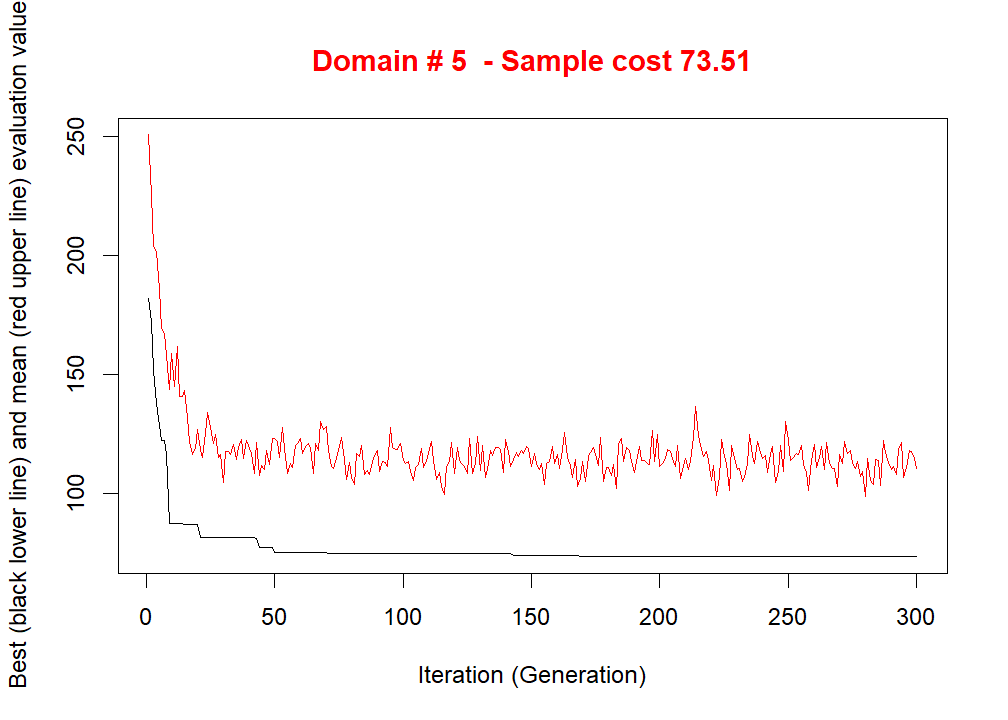 Domain # 5  - Sample cost 73.51
Best (black lower line) and mean (red upper line) evaluation value
250
200
150
100
0 50 100 150 200 250 300
Iteration (Generation)